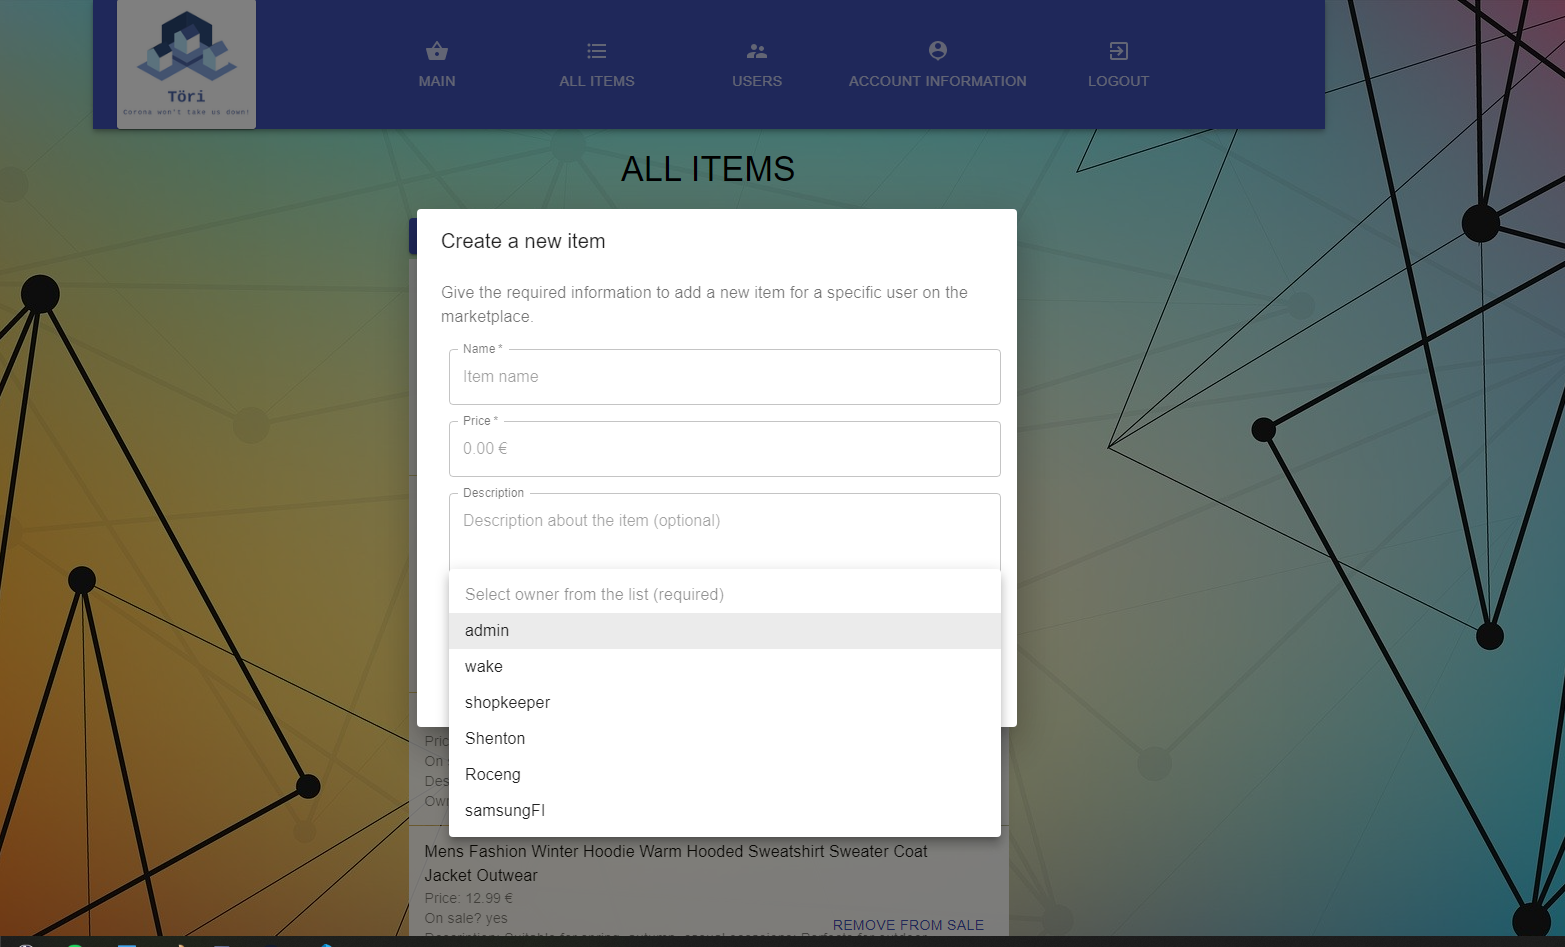 Töri
Corona won't take us down!
MAIN
ALL ITEMS
USERS
ACCOUNT INFORMATION
LOGOUT
ALL ITEMS
Create a new item
Give the required information to add a new item for a specific user on the
marketplace.
Name *
Item name
Price *
0.00 €
Description
Description about the item (optional)
Select owner from the list (required)
admin
wake
shopkeeper
Shenton
Roceng
samsungFI
Mens Fashion Winter Hoodie Warm Hooded Sweatshirt Sweater Coat
Jacket Outwear
Price: 12.99 €
On sale? yes
REMOVE FROM SALE